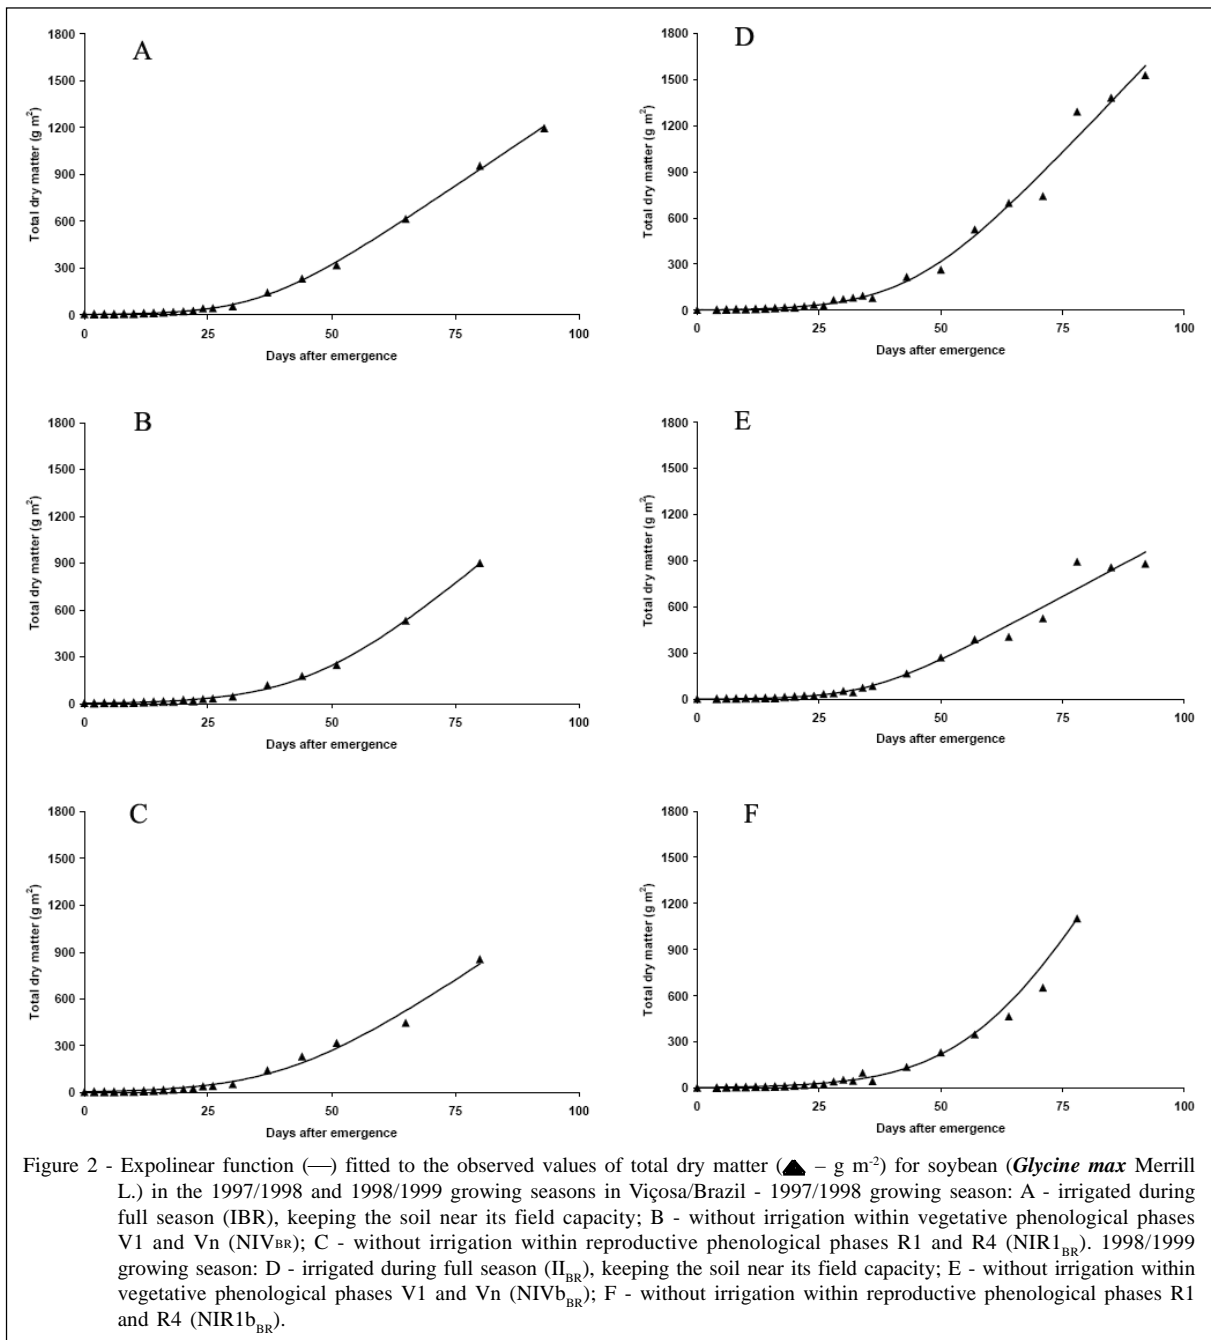 A
1800
1500
1200
900
600
300
0
0 25 50 75 100
Total dry matter (g m²)
Days after emergence
D
1800
1500
1200
900
600
300
0
0 25 50 75 100
Total dry matter (g m²)
Days after emergence
B
1800
1500
1200
900
600
300
0
0 25 50 75 100
Total dry matter (g m²)
Days after emergence
E
1800
1500
1200
900
600
300
0
0 25 50 75 100
Total dry matter (g m²)
Days after emergence
C
1800
1500
1200
900
600
300
0
0 25 50 75 100
Total dry matter (g m²)
Days after emergence
F
1800
1500
1200
900
600
300
0
0 25 50 75 100
Total dry matter (g m²)
Days after emergence
Figure 2 - Expolinear function (—) fitted to the observed values of total dry matter (▲ – g m⁻²) for soybean (Glycine max Merrill
L.) in the 1997/1998 and 1998/1999 growing seasons in Viçosa/Brazil - 1997/1998 growing season: A - irrigated during
full season (IBR), keeping the soil near its field capacity; B - without irrigation within vegetative phenological phases
V1 and Vn (NIVBR); C - without irrigation within reproductive phenological phases R1 and R4 (NIR1BR). 1998/1999
growing season: D - irrigated during full season (IIBR), keeping the soil near its field capacity; E - without irrigation within
vegetative phenological phases V1 and Vn (NIVbBR); F - without irrigation within reproductive phenological phases R1
and R4 (NIR1bBR).